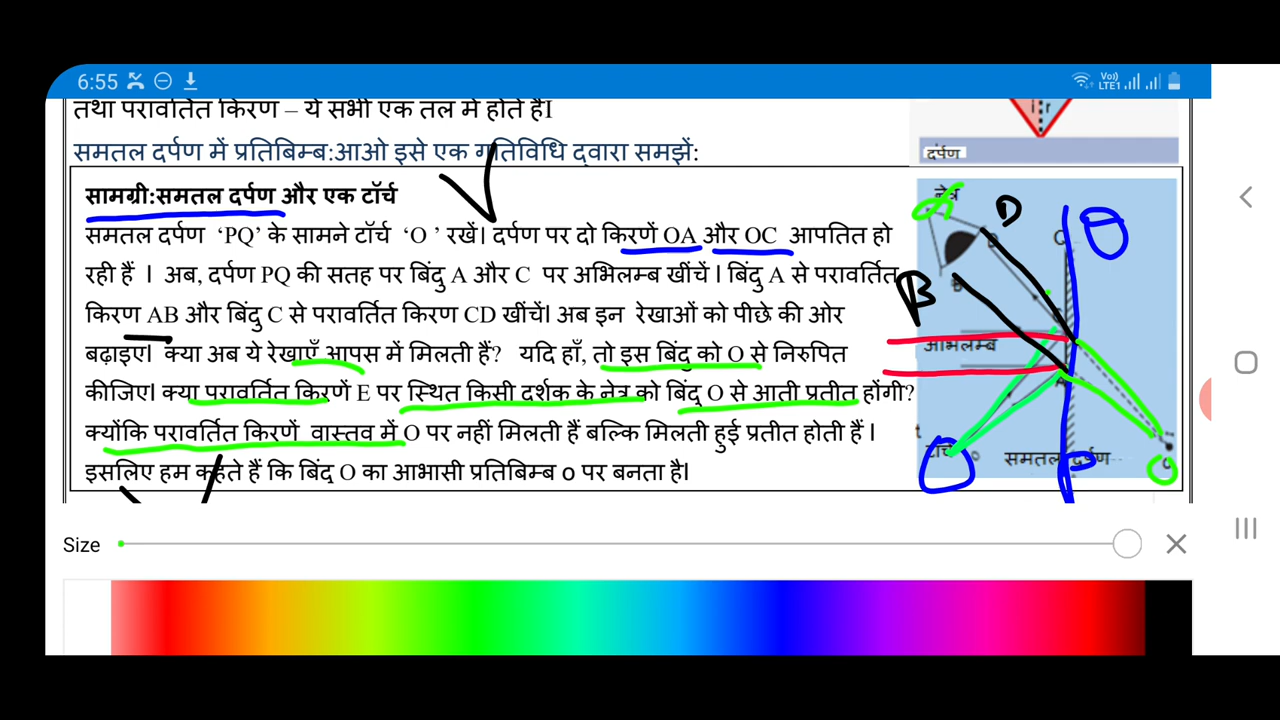 6:55
Vo)) LTE1
तथा परावर्तित किरण – ये सभी एक तल में होते हैंI
i r
समतल दर्पण में प्रतिबिम्ब:आओ इसे एक गतिविधि द्वारा समझें:
दर्पण
सामग्री:समतल दर्पण और एक टॉर्च
समतल दर्पण ‘PQ’ के सामने टॉर्च ‘O ’ रखें। दर्पण पर दो किरणें OA और OC आपतित हो
रही हैं । अब, दर्पण PQ की सतह पर बिंदु A और C पर अभिलम्ब खींचें । बिंदु A से परावर्तित
किरण AB और बिंदु C से परावर्तित किरण CD खींचें। अब इन रेखाओं को पीछे की ओर
बढ़ाइए। क्या अब ये रेखाएँ आपस में मिलती हैं? यदि हाँ, तो इस बिंदु को O से निरुपित
कीजिए। क्या परावर्तित किरणें E पर स्थित किसी दर्शक के नेत्र को बिंदु O से आती प्रतीत होंगी?
क्योंकि परावर्तित किरणें वास्तव में O पर नहीं मिलती हैं बल्कि मिलती हुई प्रतीत होती हैं ।
इसलिए हम कहते हैं कि बिंदु O का आभासी प्रतिबिम्ब o पर बनता है।
नेत्र
D
B
अभिलम्ब
A
टॉर्च
O
समतल दर्पण
P
Size